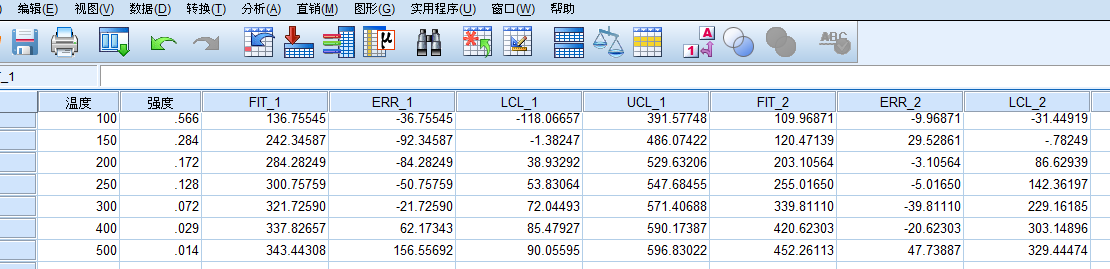 ) 编辑(E) 视图(V) 数据(D) 转换(T) 分析(A) 直销(M) 图形(G) 实用程序(U) 窗口(W) 帮助
μ 1 A ABC
_1
温度 强度 FIT_1 ERR_1 LCL_1 UCL_1 FIT_2 ERR_2 LCL_2
100 .566 136.75545 -36.75545 -118.06657 391.57748 109.96871 -9.96871 -31.44919
150 .284 242.34587 -92.34587 -1.38247 486.07422 120.47139 29.52861 -.78249
200 .172 284.28249 -84.28249 38.93292 529.63206 203.10564 -3.10564 86.62939
250 .128 300.75759 -50.75759 53.83064 547.68455 255.01650 -5.01650 142.36197
300 .072 321.72590 -21.72590 72.04493 571.40688 339.81110 -39.81110 229.16185
400 .029 337.82657 62.17343 85.47927 590.17387 420.62303 -20.62303 303.14896
500 .014 343.44308 156.55692 90.05595 596.83022 452.26113 47.73887 329.44474